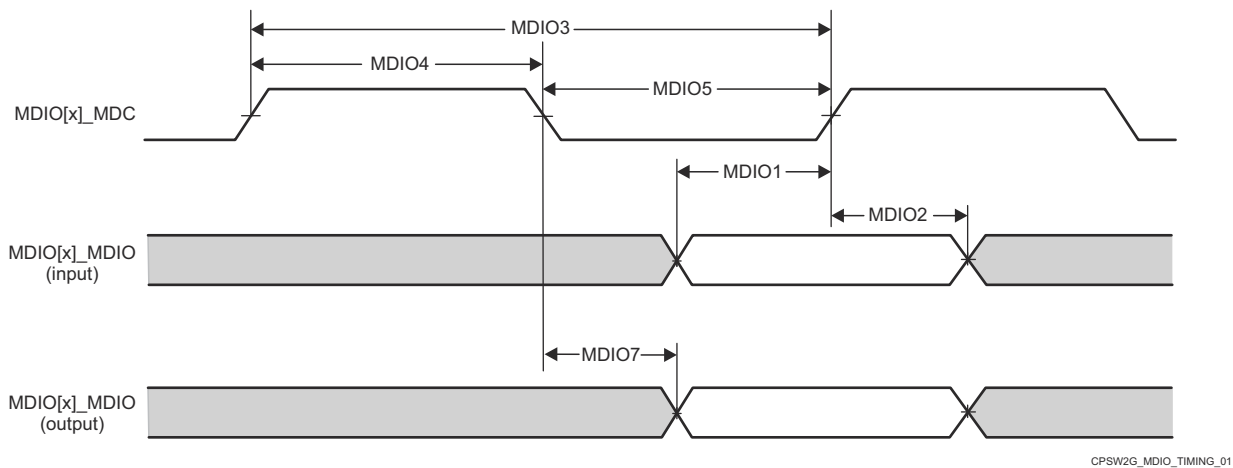 MDIO3
MDIO4
MDIO5
MDIO[x]_MDC
MDIO1
MDIO2
MDIO[x]_MDIO
(input)
MDIO7
MDIO[x]_MDIO
(output)
CPSW2G_MDIO_TIMING_01